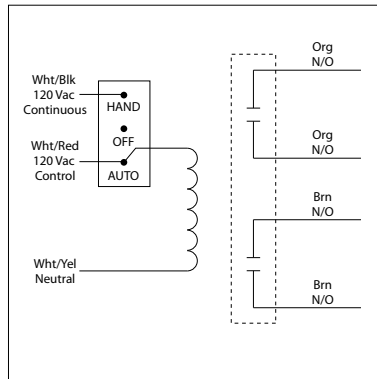 Wht/Blk
120 Vac
Continuous
HAND
OFF
Wht/Red
120 Vac
Control
AUTO
Wht/Yel
Neutral
Org
N/O
Org
N/O
Brn
N/O
Brn
N/O